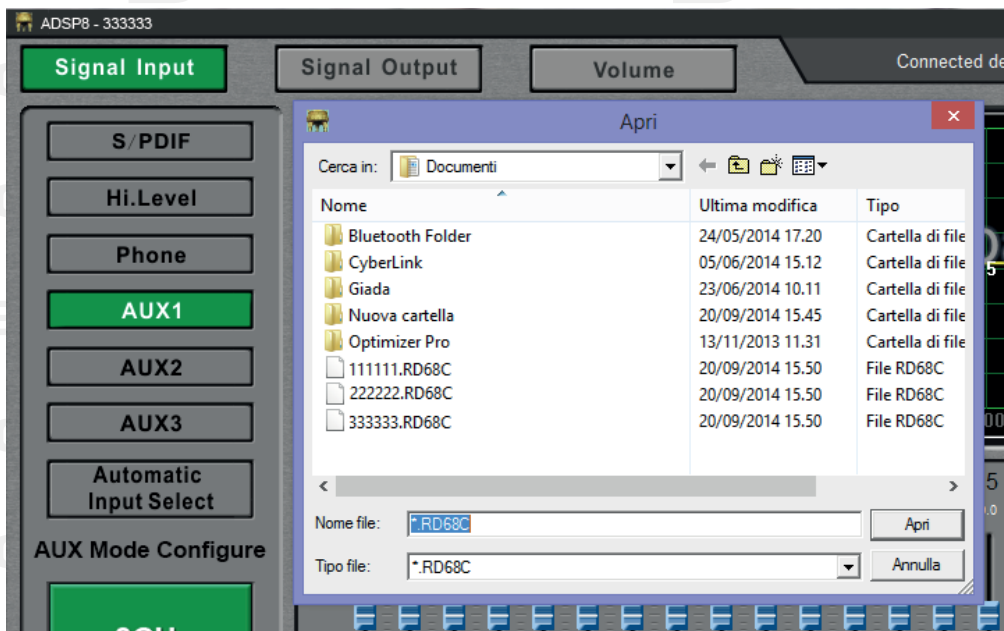 ADSP8 - 333333
Signal Input
Signal Output
Volume
Connected de
S/PDIF
Hi.Level
Phone
AUX1
AUX2
AUX3
Automatic
Input Select
AUX Mode Configure
Apri
Cerca in: Documenti
Nome Ultima modifica Tipo
Bluetooth Folder 24/05/2014 17.20 Cartella di file
CyberLink 05/06/2014 15.12 Cartella di file
Giada 23/06/2014 10.11 Cartella di file
Nuova cartella 20/09/2014 15.45 Cartella di file
Optimizer Pro 13/11/2013 11.31 Cartella di file
111111.RD68C 20/09/2014 15.50 File RD68C
222222.RD68C 20/09/2014 15.50 File RD68C
333333.RD68C 20/09/2014 15.50 File RD68C
Nome file: *.RD68C Apri
Tipo file: *.RD68C Annulla
5
00
5
.0